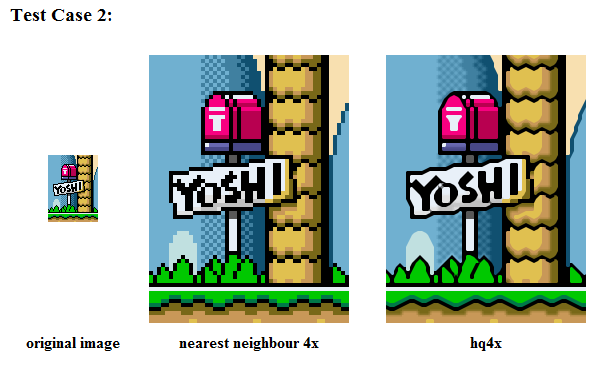 Test Case 2:
YOSHI
T
YOSHI
T
YOSHI
original image
nearest neighbour 4x
hq4x